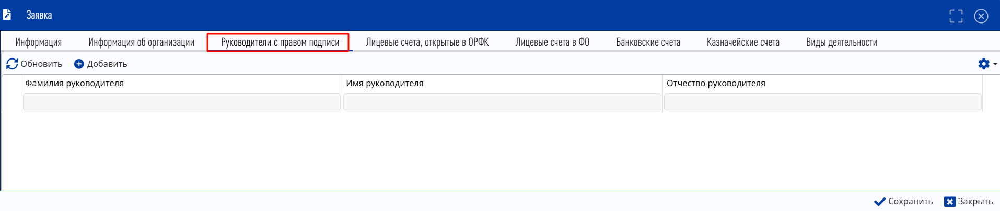 Заявка
Информация Информация об организации Руководители с правом подписи Лицевые счета, открытые в ОРФК Лицевые счета в ФО Банковские счета Казначейские счета Виды деятельности
Обновить Добавить
Фамилия руководителя Имя руководителя Отчество руководителя
Сохранить Закрыть